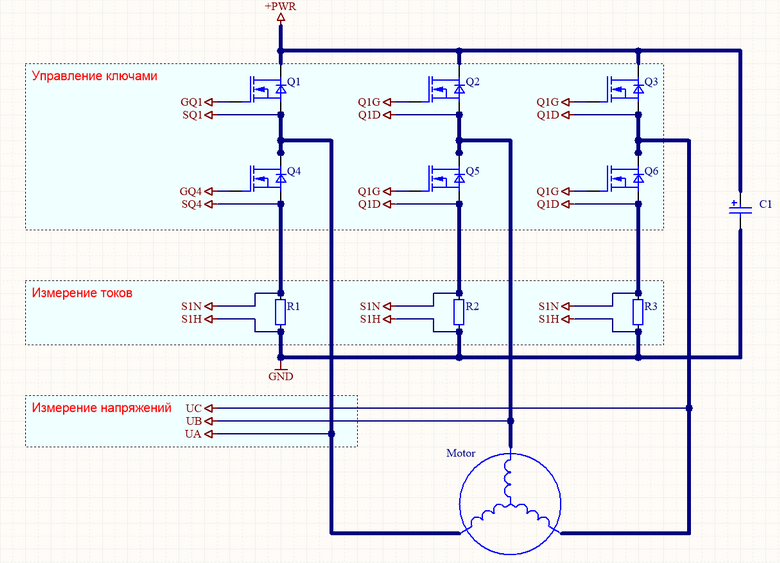 +PWR
Управление ключами
Q1
Q2
Q3
GQ1
Q1G
Q1G
SQ1
Q1D
Q1D
Q4
Q5
Q6
GQ4
Q1G
Q1G
SQ4
Q1D
Q1D
+
C1
Измерение токов
S1N
R1
S1N
R2
S1N
R3
S1H
S1H
S1H
GND
Измерение напряжений
UC
UB
UA
Motor